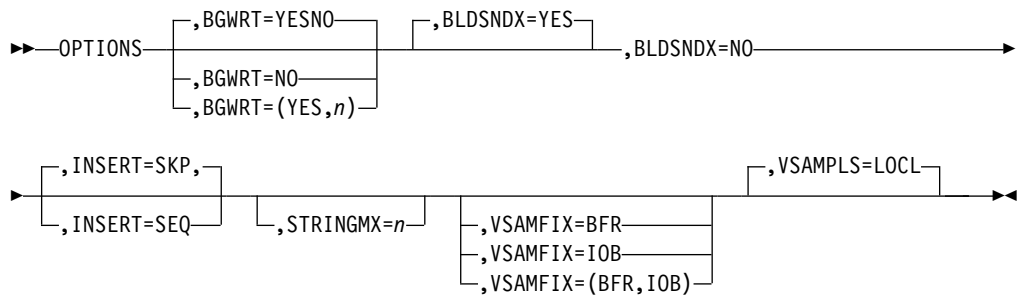 ,BGWRT=YESNO
,BLDSNDX=YES
OPTIONS
,BLDSNDX=NO
,BGWRT=NO
,BGWRT=(YES,n)
,INSERT=SKP,
,VSAMPLS=LOCL
,INSERT=SEQ
,STRINGMX=n
,VSAMFIX=BFR
,VSAMFIX=IOB
,VSAMFIX=(BFR,IOB)